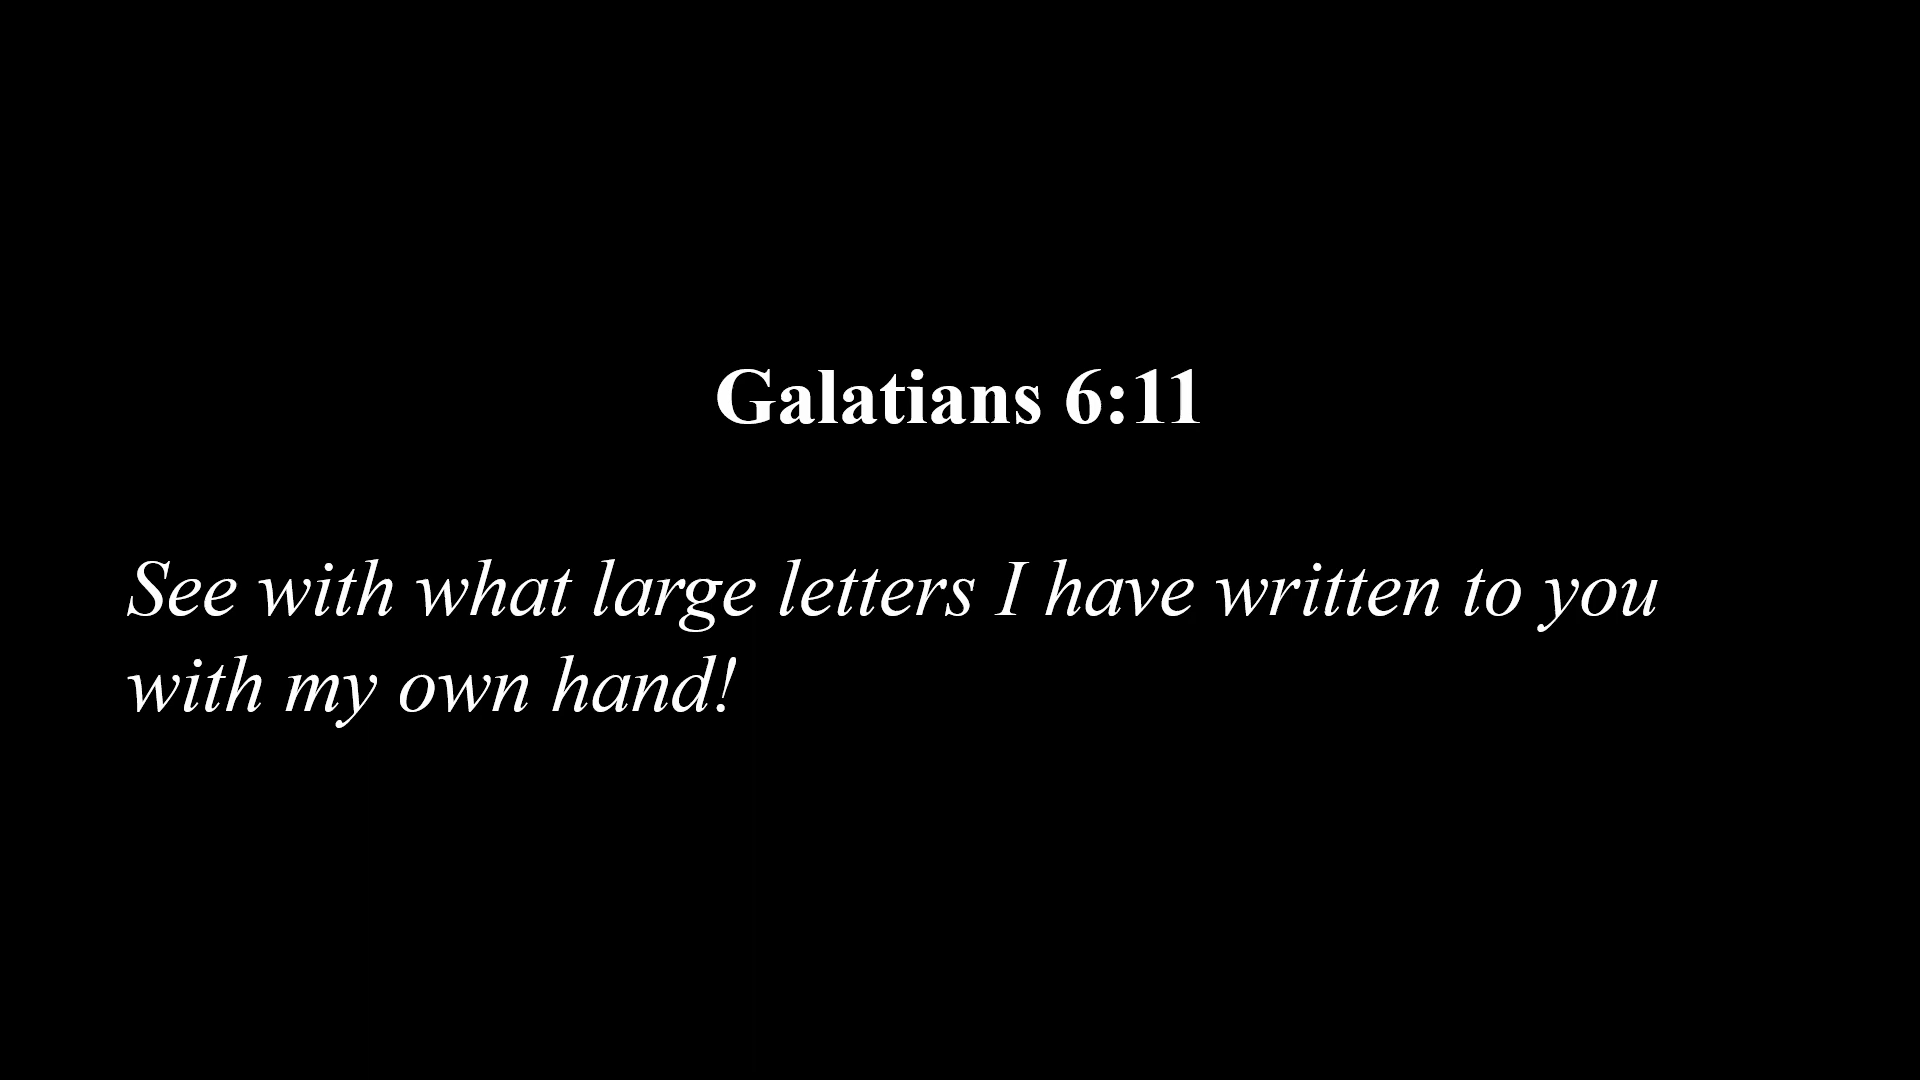 Galatians 6:11
See with what large letters I have written to you
with my own hand!